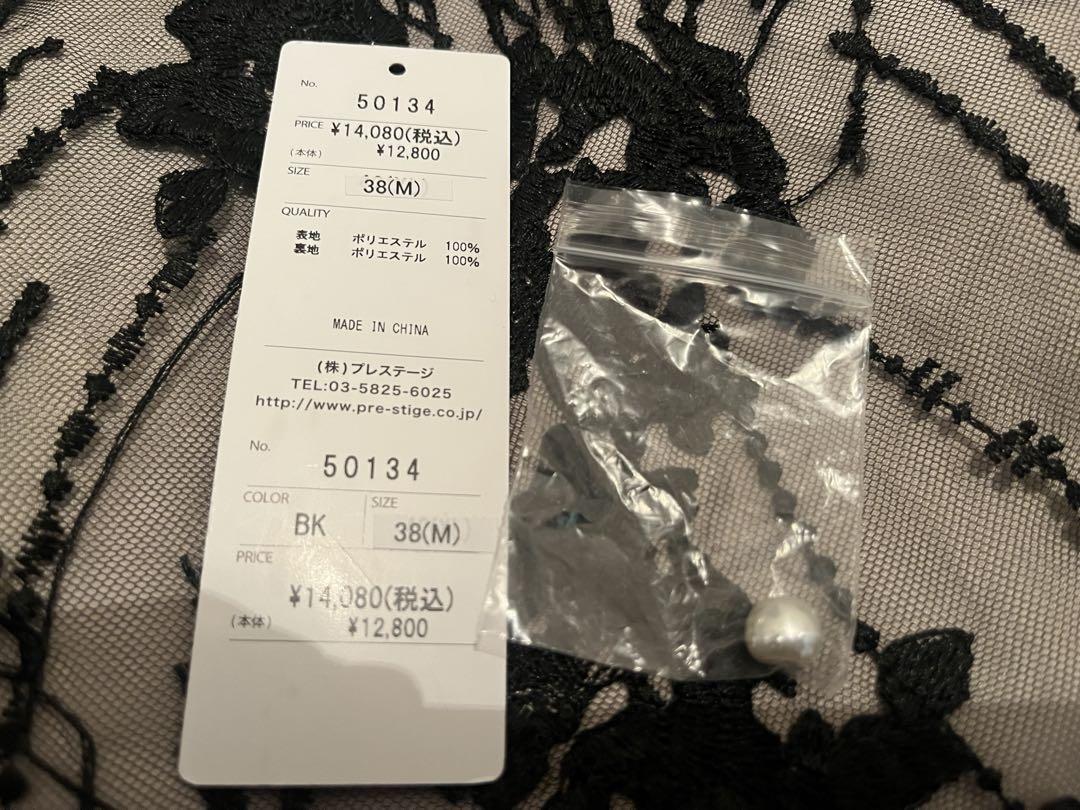 No.
50134
PRICE ¥14,080(税込)
(本体) ¥12,800
SIZE
38(M)
QUALITY
表地 ポリエステル 100%
裏地 ポリエステル 100%
MADE IN CHINA
(株)プレステージ
TEL:03-5825-6025
http://www.pre-stige.co.jp/
No.
50134
COLOR SIZE
BK 38(M)
PRICE
¥14,080(税込)
(本体) ¥12,800